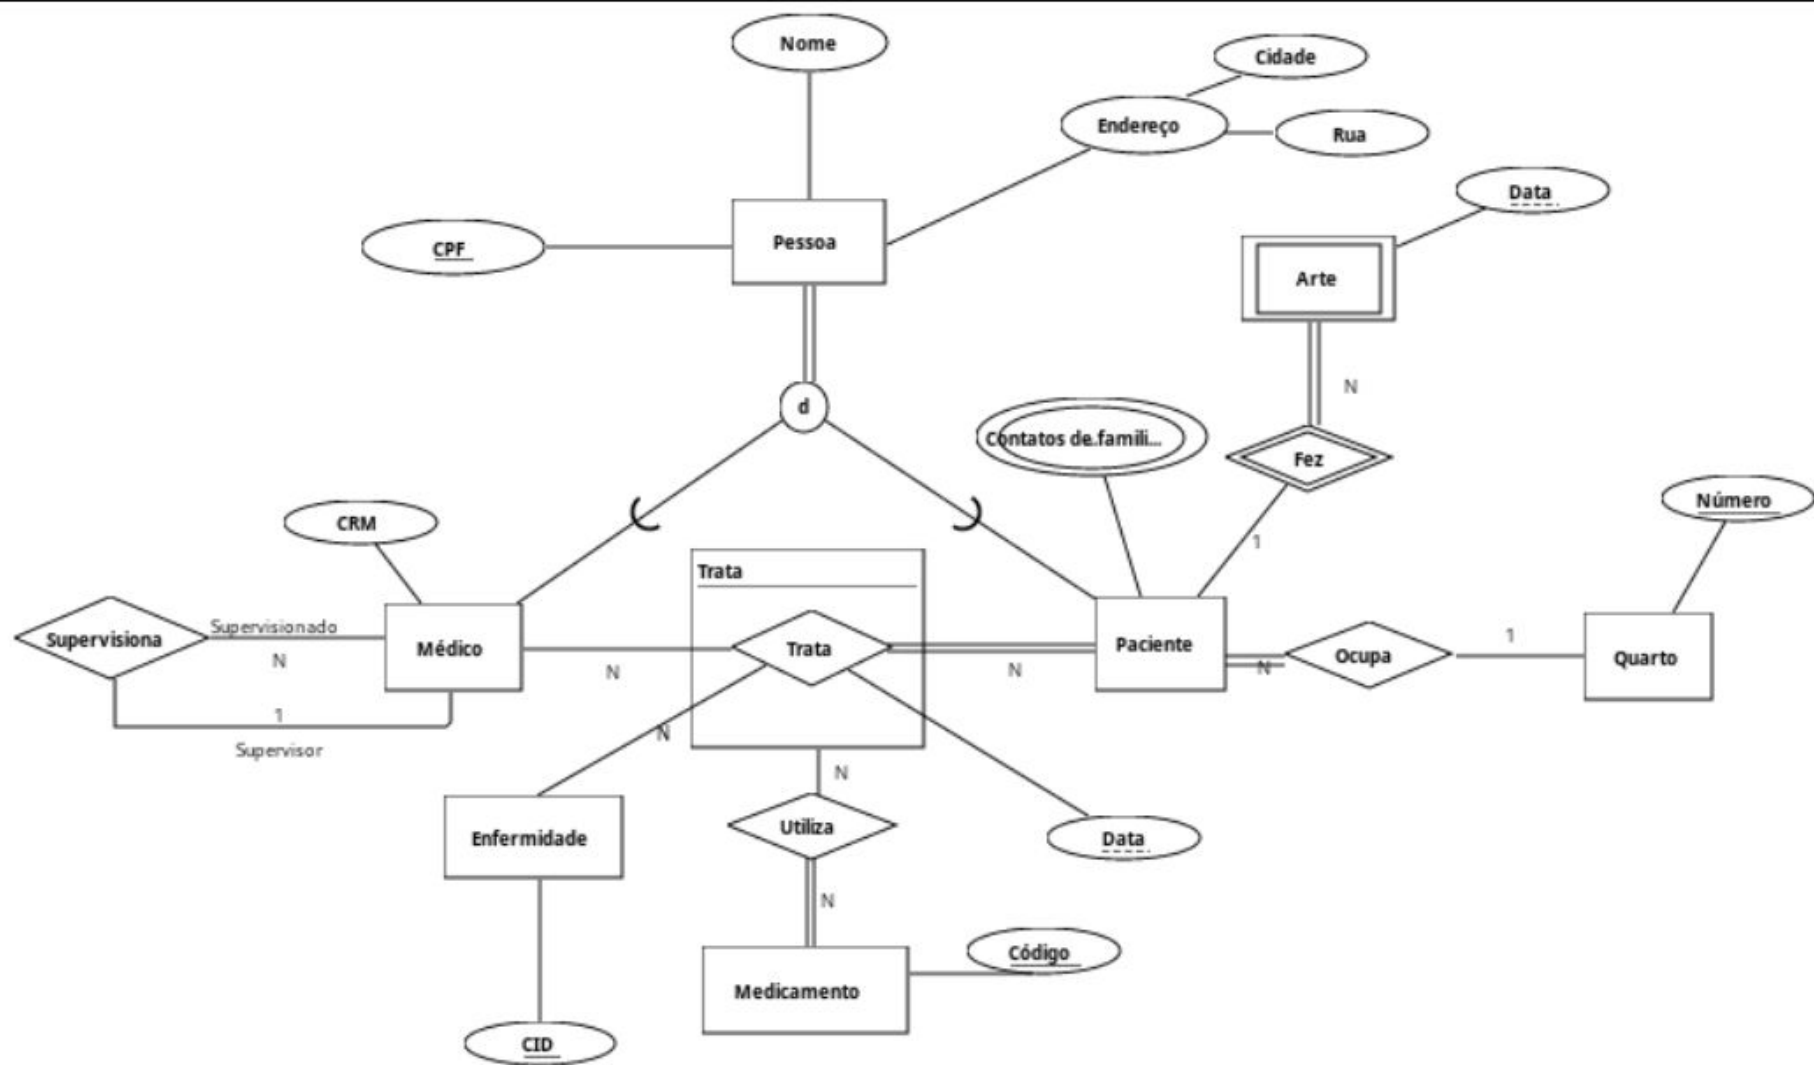 Nome
Cidade
Endereço
Rua
Data
CPF
Pessoa
Arte
N
d
Contatos de famili...
Fez
Número
CRM
1
Trata
Supervisiona
Supervisionado
N
Médico
N
Trata
N
Paciente
N
Ocupa
1
Quarto
1
Supervisor
N
N
Enfermidade
Utiliza
Data
N
Código
Medicamento
CID